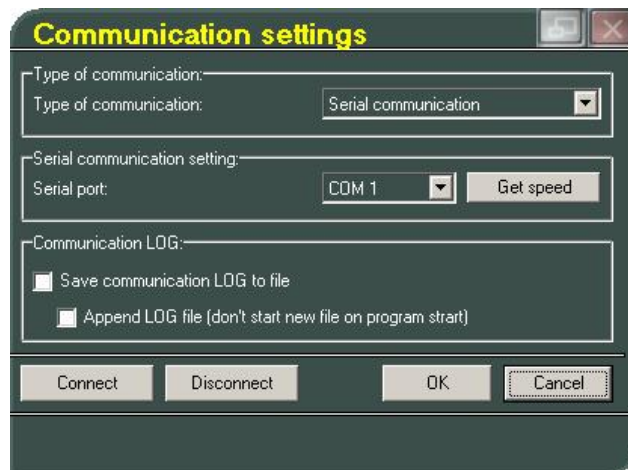 Communication settings
Type of communication:
Type of communication: Serial communication
Serial communication setting:
Serial port: COM 1 Get speed
Communication LOG:
Save communication LOG to file
Append LOG file (don't start new file on program strart)
Connect Disconnect OK Cancel